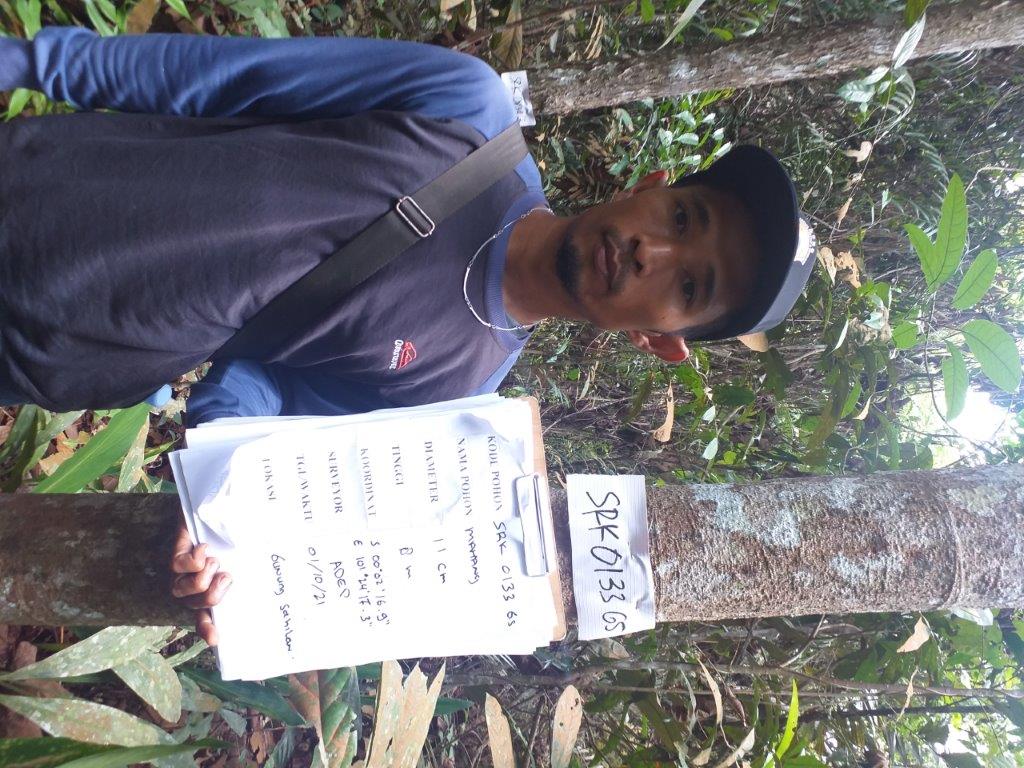 SRK 0133 GS
KODE POHON SRK 0133 GS
NAMA POHON MAHANG
DIAMETER 11 cm
TINGGI 8 m
KOORDINAT S 00°02'16.9"
E 101°24'17.3"
SURVEYOR ADEP
TGL/WAKTU 01/10/21
LOKASI Gunung Sahilan